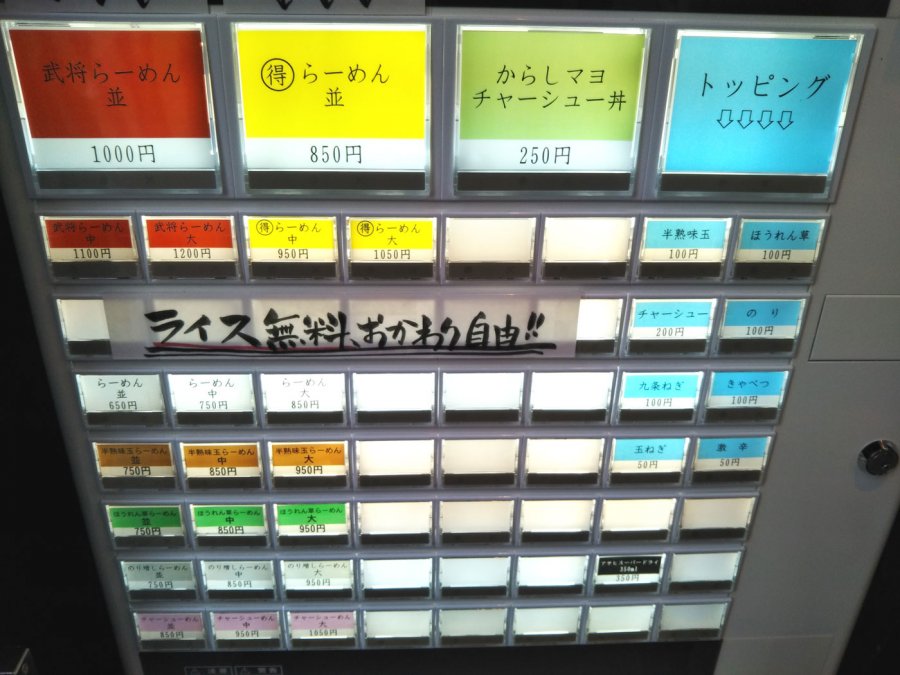 武将らーめん
並
1000円
得らーめん
並
850円
からしマヨ
チャーシュー丼
250円
トッピング
⇩⇩⇩⇩
武将らーめん
中
1100円
武将らーめん
大
1200円
得らーめん
中
950円
得らーめん
大
1050円
半熟味玉
100円
ほうれん草
100円
ライス無料、おかわり自由!!
チャーシュー
200円
のり
100円
らーめん
並
650円
らーめん
中
750円
らーめん
大
850円
九条ねぎ
100円
きゃべつ
100円
半熟味玉らーめん
並
750円
半熟味玉らーめん
中
850円
半熟味玉らーめん
大
950円
玉ねぎ
50円
激辛
50円
ほうれん草らーめん
並
750円
ほうれん草らーめん
中
850円
ほうれん草らーめん
大
950円
のり増しらーめん
並
750円
のり増しらーめん
中
850円
のり増しらーめん
大
950円
アサヒスーパードライ
350ml
350円
チャーシューめん
並
850円
チャーシューめん
中
950円
チャーシューめん
大
1050円